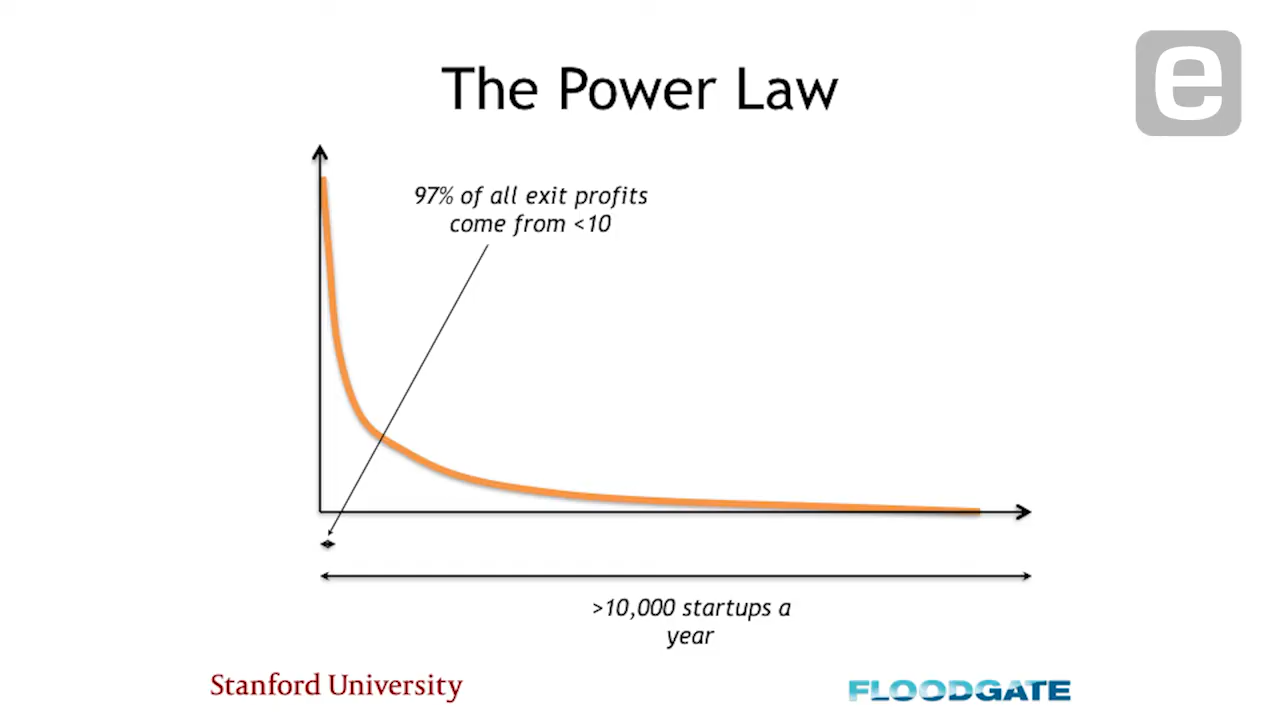 The Power Law
e
97% of all exit profits
come from <10
>10,000 startups a
year
Stanford University
FLOODGATE